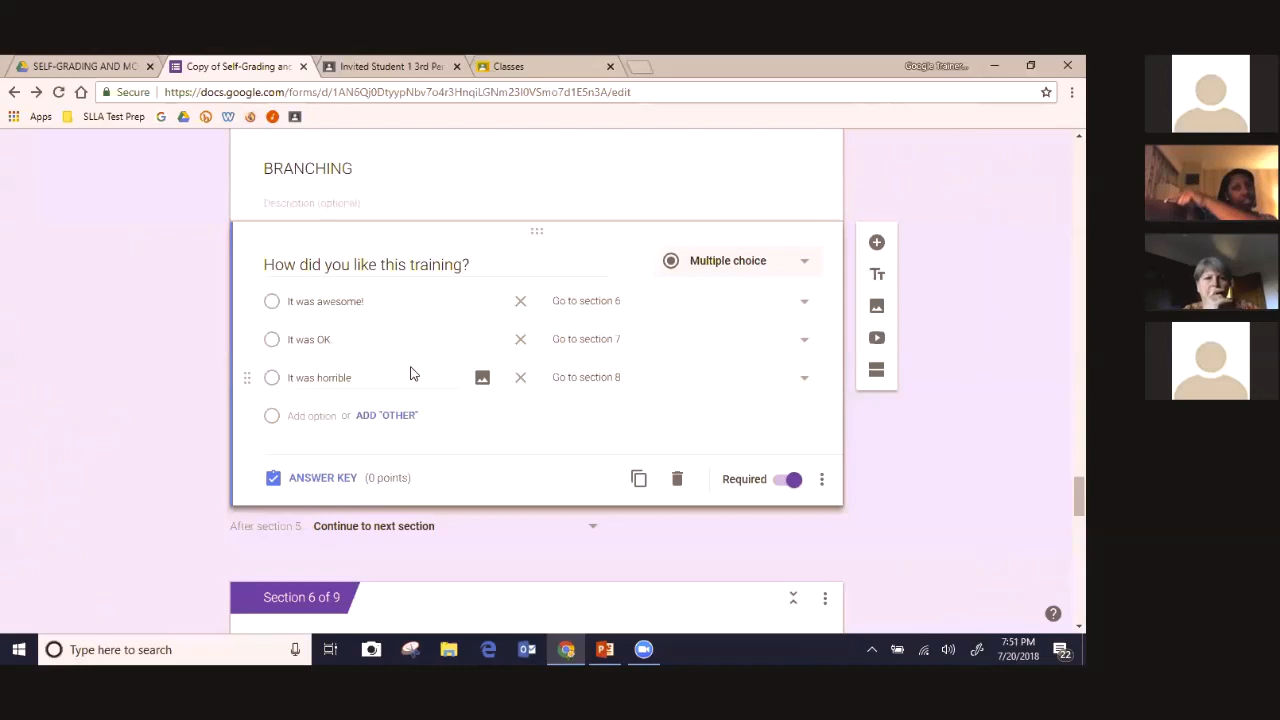 SELF-GRADING AND MC
Copy of Self-Grading and
Invited Student 1 3rd Per
Classes
Google Trainer...
Secure
https://docs.google.com/forms/d/1AN6Qj0DtyypNbv7o4r3HnqiLGNm23I0VSmo7d1E5n3A/edit
Apps
SLLA Test Prep
BRANCHING
Description (optional)
How did you like this training?
Multiple choice
It was awesome!
Go to section 6
It was OK.
Go to section 7
It was horrible
Go to section 8
Add option or ADD "OTHER"
ANSWER KEY (0 points)
Required
After section 5 Continue to next section
Section 6 of 9
Type here to search
7:51 PM
7/20/2018
22